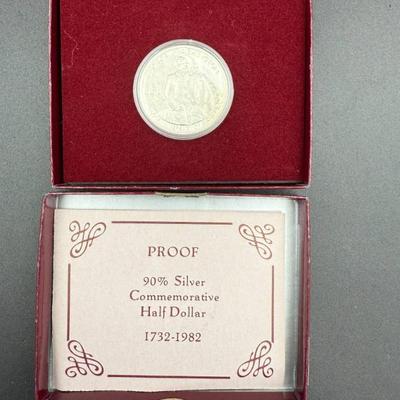 PROOF
90% Silver
Commemorative
Half Dollar
1732-1982